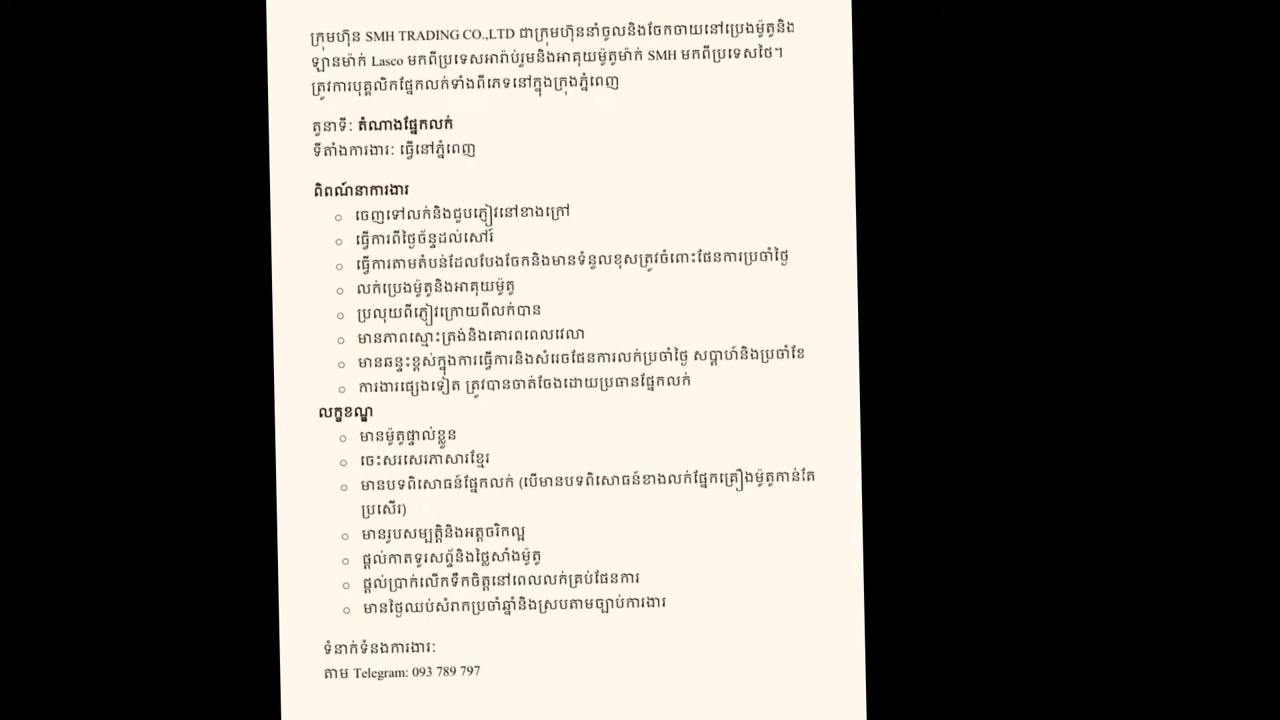 ក្រុមហ៊ុន SMH TRADING CO.,LTD ជាក្រុមហ៊ុននាំចូលនិងចែកចាយនៅប្រេងម៉ូតូនិង
ឡានម៉ាក់ Lasco មកពីប្រទេសអារ៉ាប់រួមនិងអាគុយម៉ូតូម៉ាក់ SMH មកពីប្រទេសថៃ។
ត្រូវការបុគ្គលិកផ្នែកលក់ទាំងពីភេទនៅក្នុងក្រុងភ្នំពេញ
តួនាទី: តំណាងផ្នែកលក់
ទីតាំងការងារ: ធ្វើនៅភ្នំពេញ
ពិពណ៍នាការងារ
○ ចេញទៅលក់និងជួបភ្ញៀវនៅខាងក្រៅ
○ ធ្វើការពីថ្ងៃច័ន្ទដល់សៅរ៍
○ ធ្វើការតាមតំបន់ដែលបែងចែកនិងមានទំនួលខុសត្រូវចំពោះផែនការប្រចាំថ្ងៃ
○ លក់ប្រេងម៉ូតូនិងអាគុយម៉ូតូ
○ ប្រលុយពីភ្ញៀវក្រោយពីលក់បាន
○ មានភាពស្មោះត្រង់និងគោរពពេលវេលា
○ មានឆន្ទះខ្ពស់ក្នុងការធ្វើការនិងសំរេចផែនការលក់ប្រចាំថ្ងៃ សប្តាហ៍និងប្រចាំខែ
○ ការងារផ្សេងទៀត ត្រូវបានចាត់ចែងដោយប្រធានផ្នែកលក់
លក្ខខណ្ឌ
○ មានម៉ូតូផ្ទាល់ខ្លួន
○ ចេះសរសេរភាសារខ្មែរ
○ មានបទពិសោធន៍ផ្នែកលក់ (បើមានបទពិសោធន៍ខាងលក់ផ្នែកគ្រឿងម៉ូតូកាន់តែ
ប្រសើរ)
○ មានរូបសម្បត្តិនិងអត្តចរិកល្អ
○ ផ្តល់កាតទូរសព្ទ័និងថ្លៃសាំងម៉ូតូ
○ ផ្តល់ប្រាក់លើកទឹកចិត្តនៅពេលលក់គ្រប់ផែនការ
○ មានថ្ងៃឈប់សំរាកប្រចាំឆ្នាំនិងស្របតាមច្បាប់ការងារ
ទំនាក់ទំនងការងារ:
តាម Telegram: 093 789 797